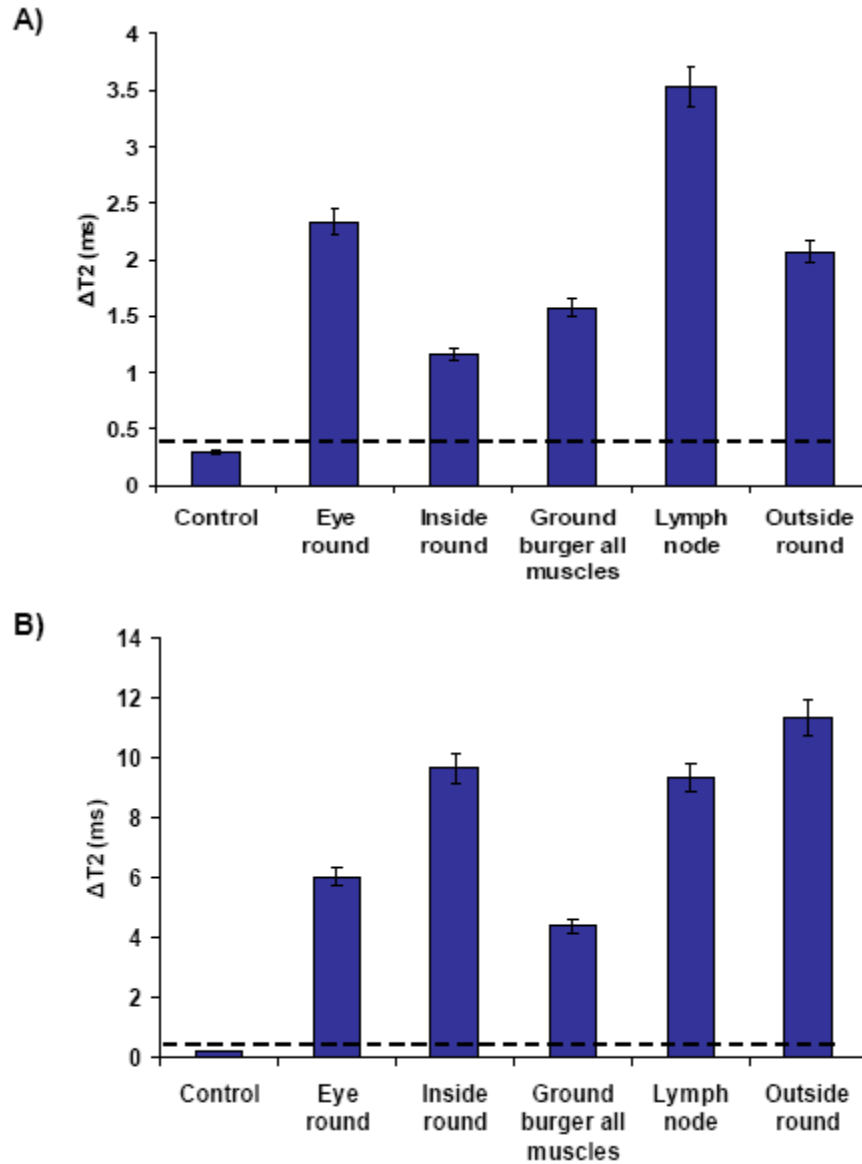 A)
4
3.5
3
2.5
2
1.5
1
0.5
0
ΔT2 (ms)
Control
Eye
round
Inside
round
Ground
burger all
muscles
Lymph
node
Outside
round
B)
14
12
10
8
6
4
2
0
ΔT2 (ms)
Control
Eye
round
Inside
round
Ground
burger all
muscles
Lymph
node
Outside
round